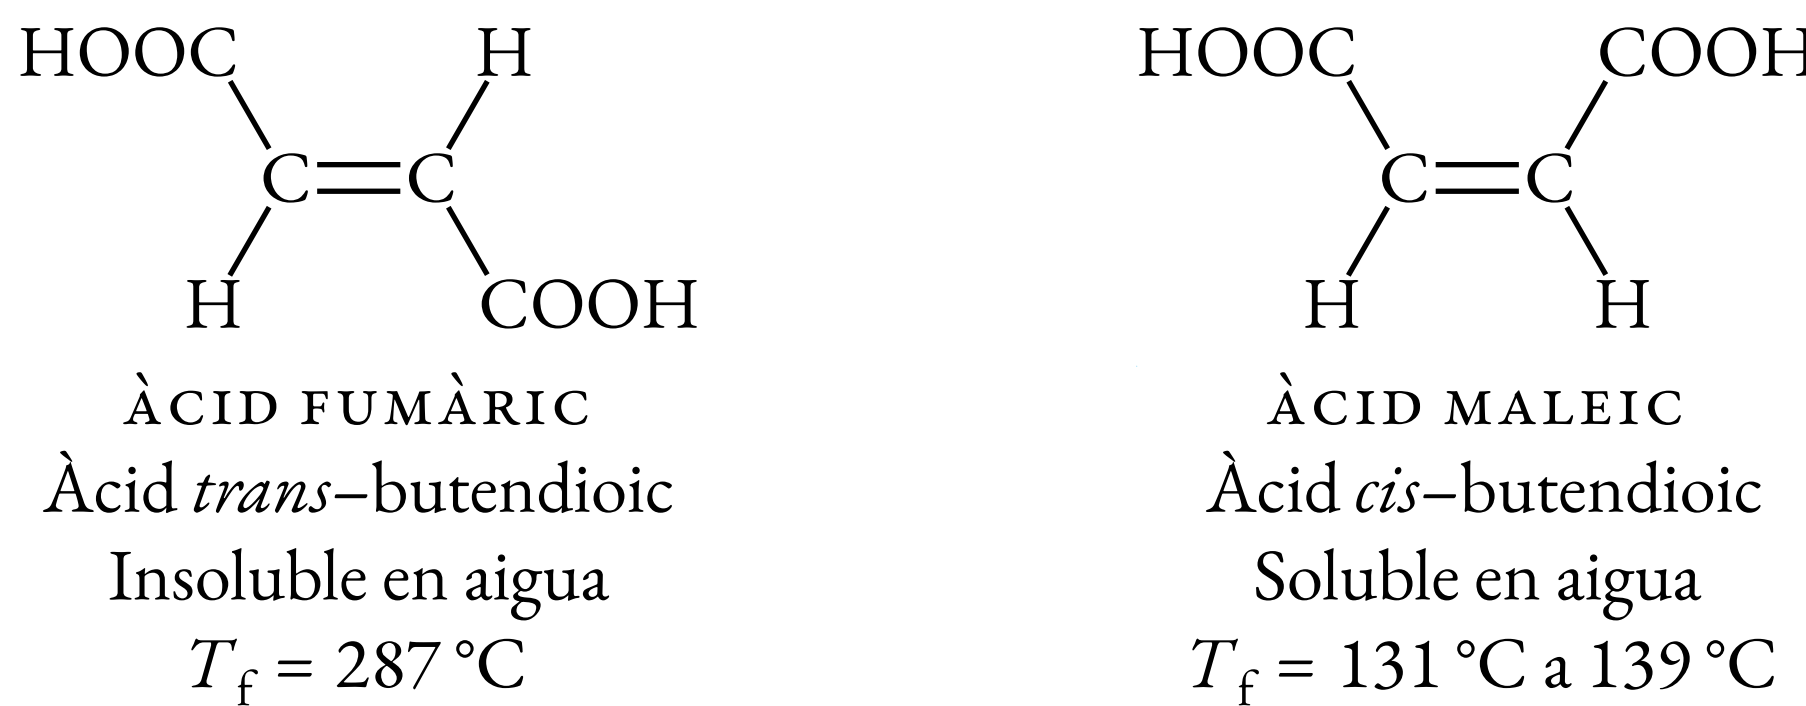 HOOC H
C C
H COOH
ÀCID FUMÀRIC
Àcid trans–butendioic
Insoluble en aigua
Tf = 287 °C
HOOC COOH
C C
H H
ÀCID MALEIC
Àcid cis–butendioic
Soluble en aigua
Tf = 131 °C a 139 °C